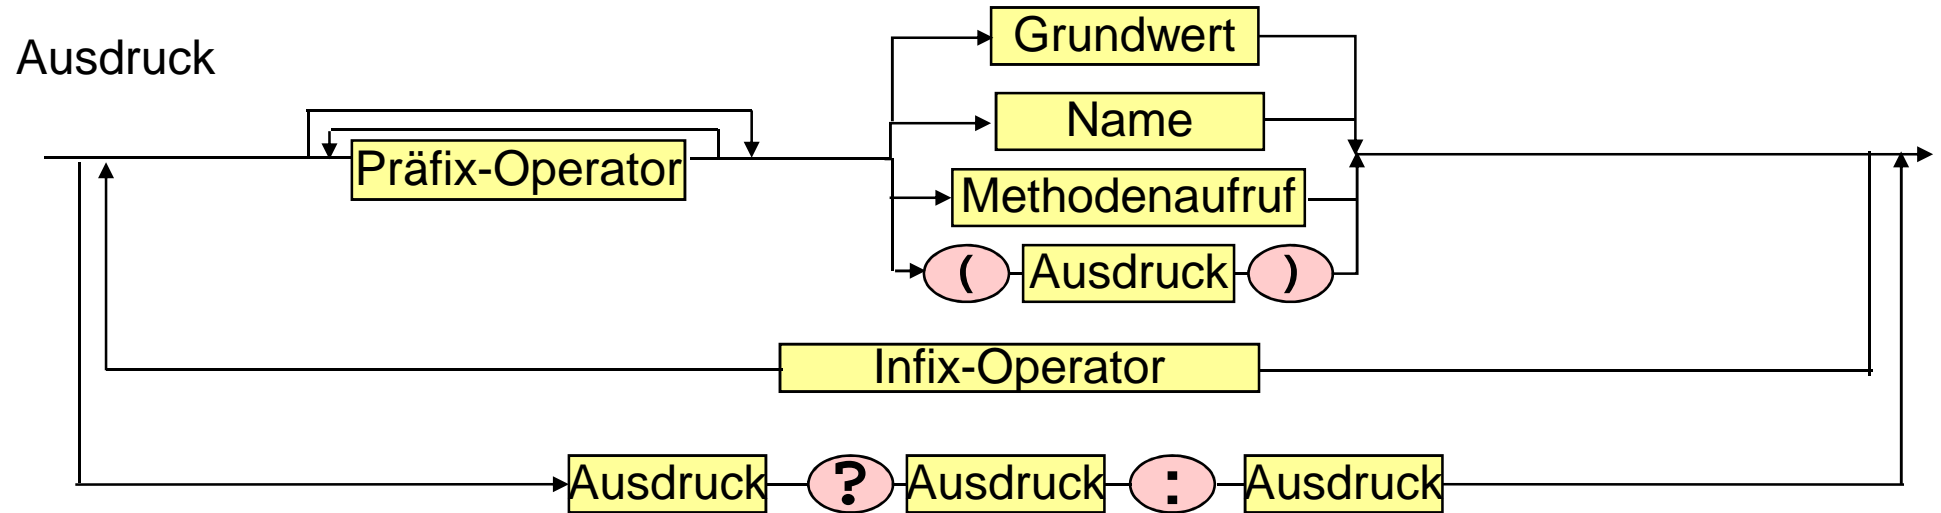 Ausdruck
Grundwert
Name
Präfix-Operator
Methodenaufruf
( Ausdruck )
Infix-Operator
Ausdruck ? Ausdruck : Ausdruck